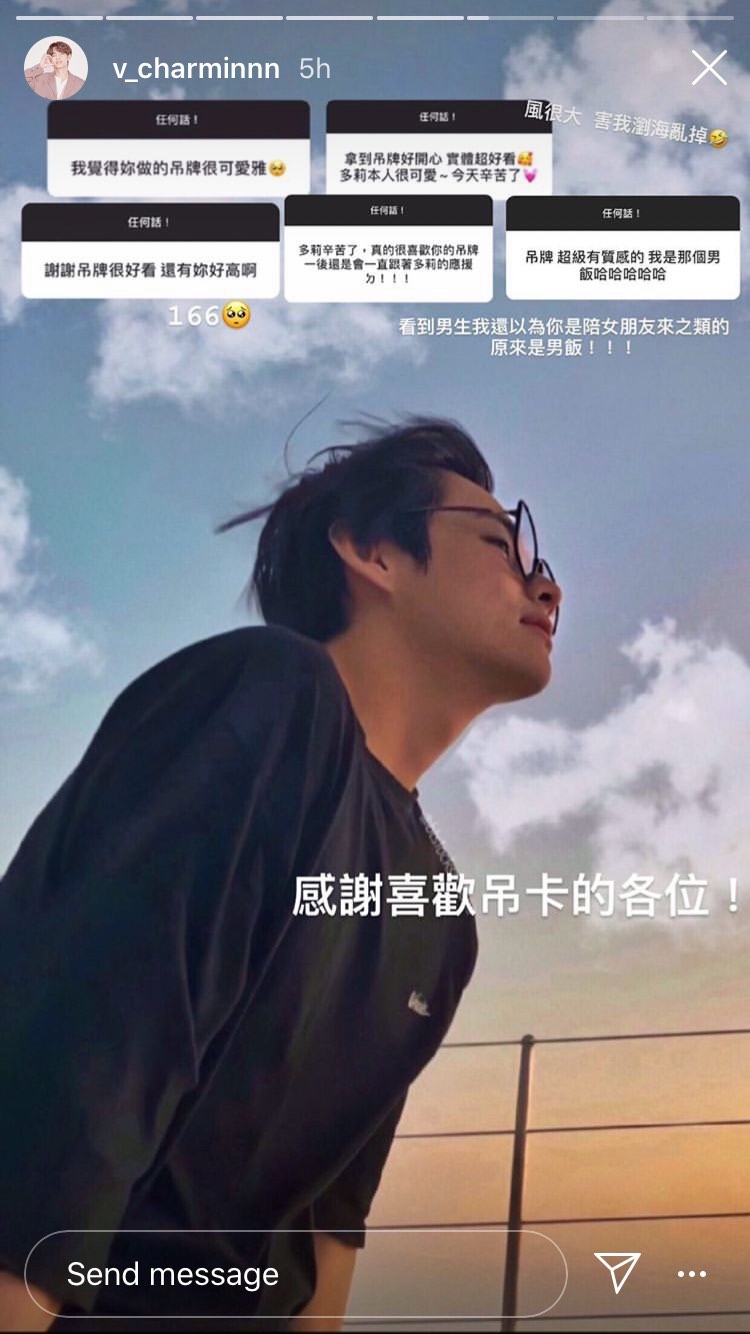 v_charminnn 5h
任何話！
我覺得妳做的吊牌很可愛雅🥺
任何話！
拿到吊牌好開心 實體超好看🥰
多莉本人很可愛～今天辛苦了💓
風很大 害我瀏海亂掉🤣
任何話！
謝謝吊牌很好看 還有妳好高啊
166🥺
任何話！
多莉辛苦了，真的很喜歡你的吊牌
一後還是會一直跟著多莉的應援
ㄉ！！！
任何話！
吊牌 超級有質感的 我是那個男
飯哈哈哈哈哈
看到男生我還以為你是陪女朋友來之類的
原來是男飯！！！
感謝喜歡吊卡的各位！
Send message